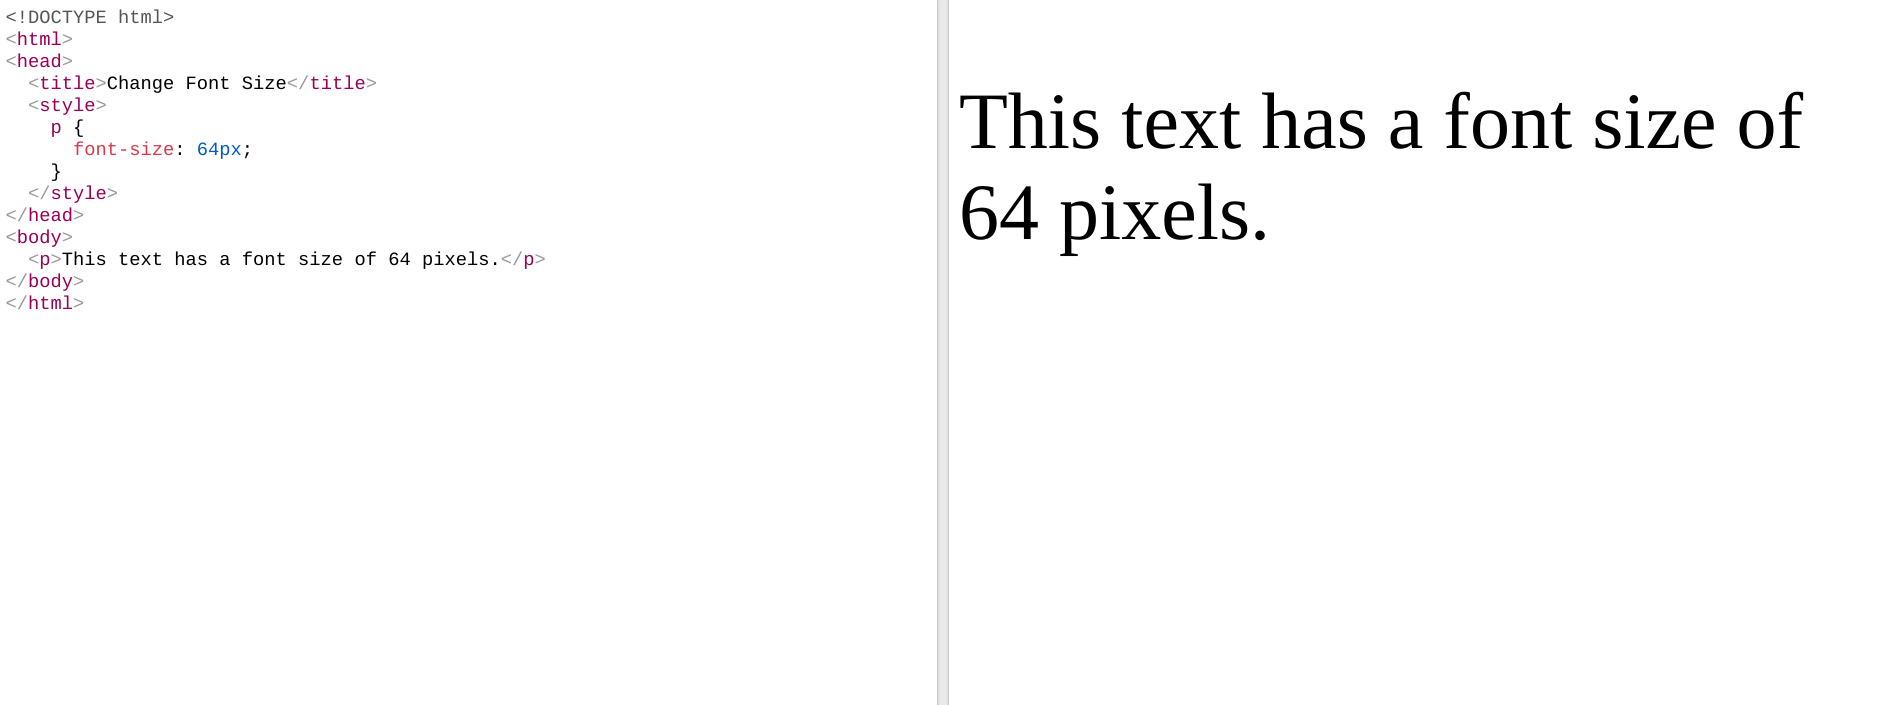 <!DOCTYPE html>
<html>
<head>
  <title>Change Font Size</title>
  <style>
    p {
      font-size: 64px;
    }
  </style>
</head>
<body>
  <p>This text has a font size of 64 pixels.</p>
</body>
</html>
This text has a font size of
64 pixels.